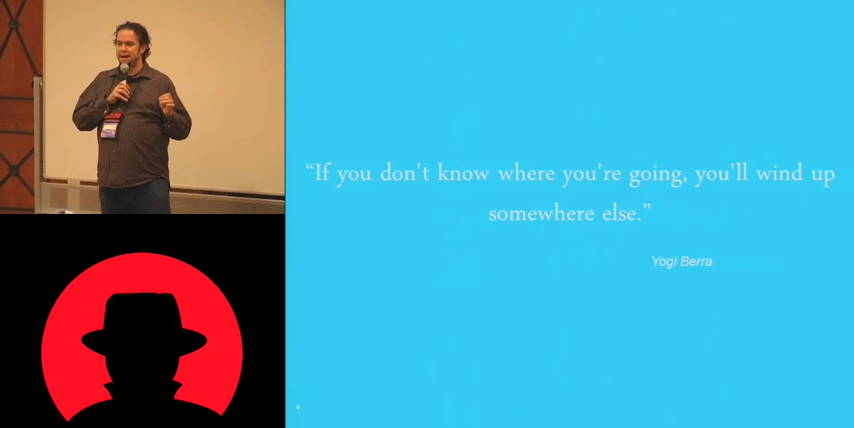 “If you don't know where you're going, you'll wind up
somewhere else.”
Yogi Berra